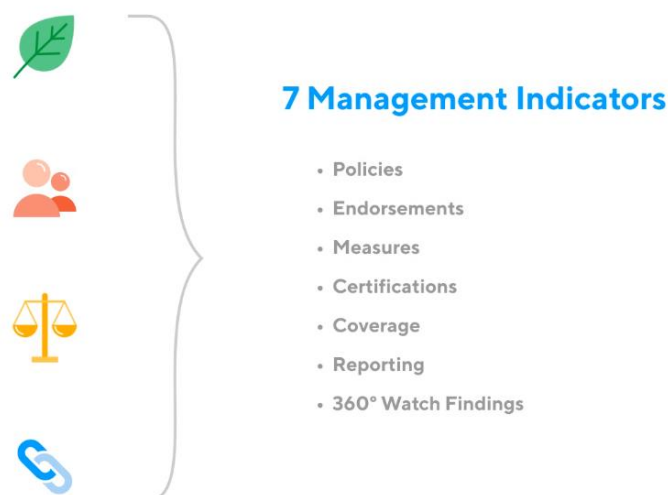 7 Management Indicators
• Policies
• Endorsements
• Measures
• Certifications
• Coverage
• Reporting
• 360° Watch Findings